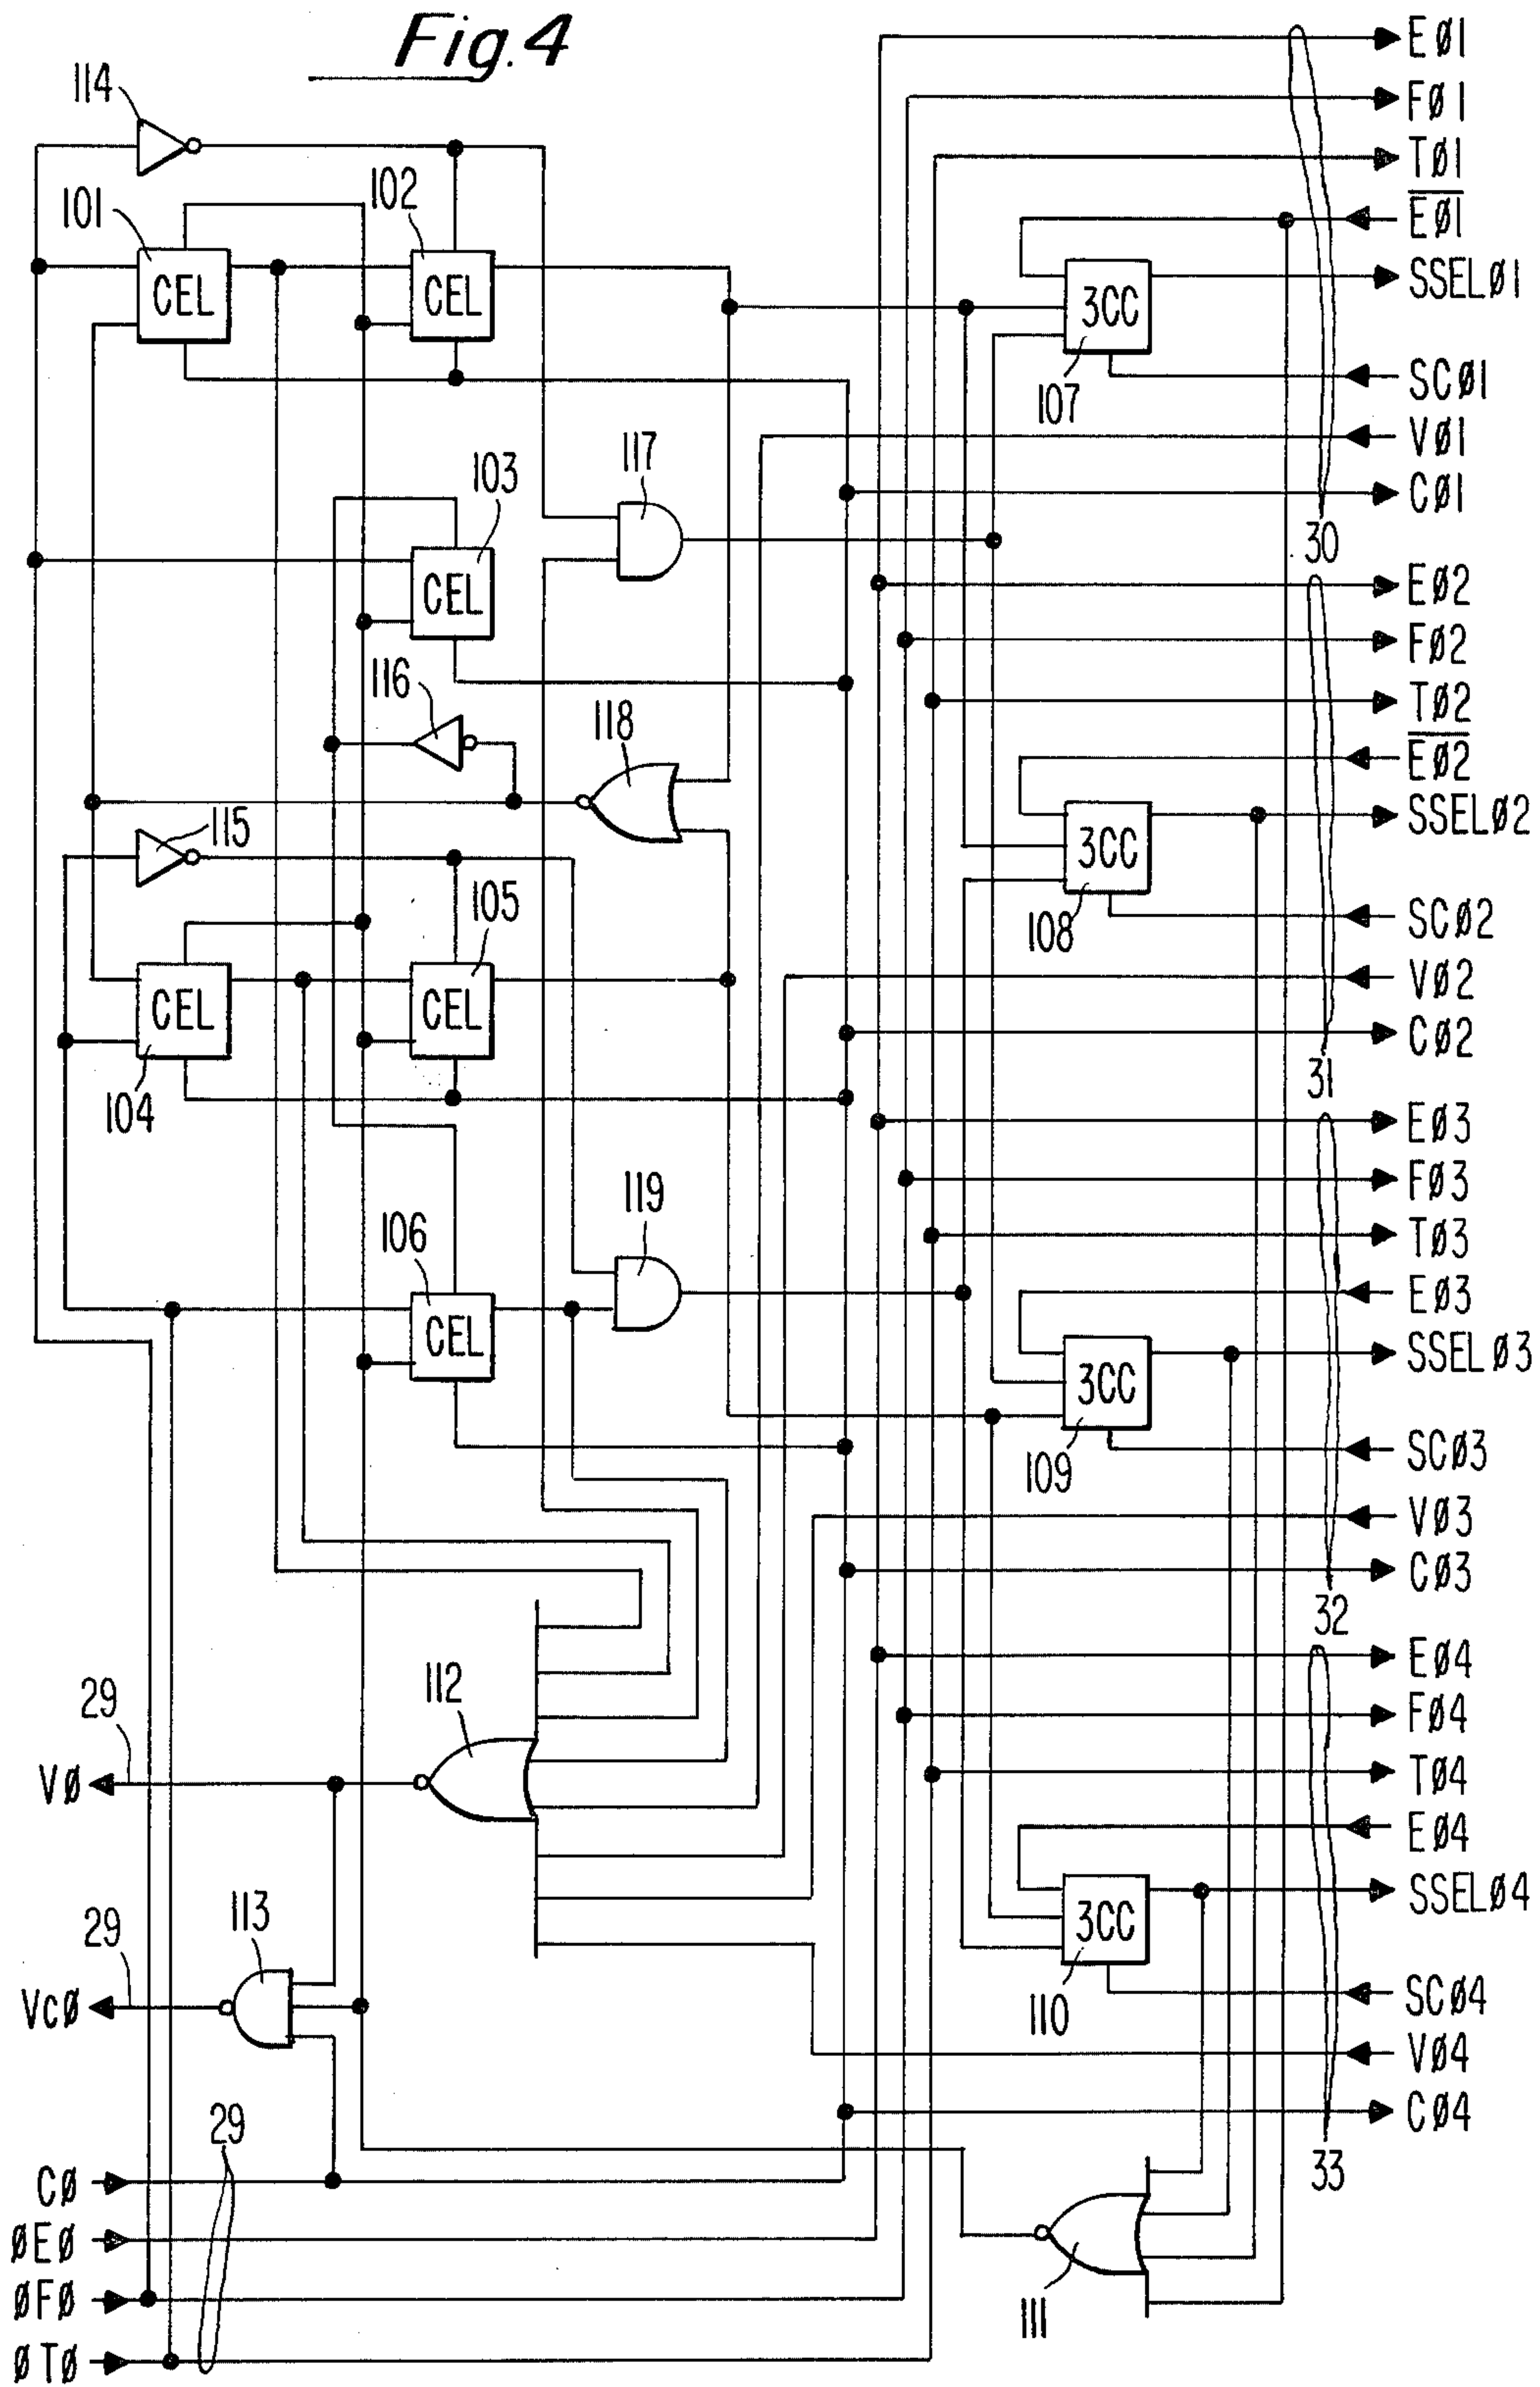 Fig.4
EØ1
114
FØ1
TØ1
101
102
E̅Ø̅1̅
CEL
CEL
SSELØ1
3CC
SCØ1
107
VØ1
117
103
CØ1
30
CEL
EØ2
FØ2
116
TØ2
118
E̅Ø̅2̅
115
SSELØ2
3CC
105
108
SCØ2
VØ2
CEL
CEL
CØ2
104
31
EØ3
FØ3
119
TØ3
106
EØ3
CEL
SSELØ3
3CC
109
SCØ3
VØ3
CØ3
32
EØ4
112
29
FØ4
VØ
TØ4
EØ4
113
SSELØ4
29
3CC
VcØ
110
SCØ4
VØ4
29
CØ4
33
CØ
ØEØ
ØFØ
111
ØTØ